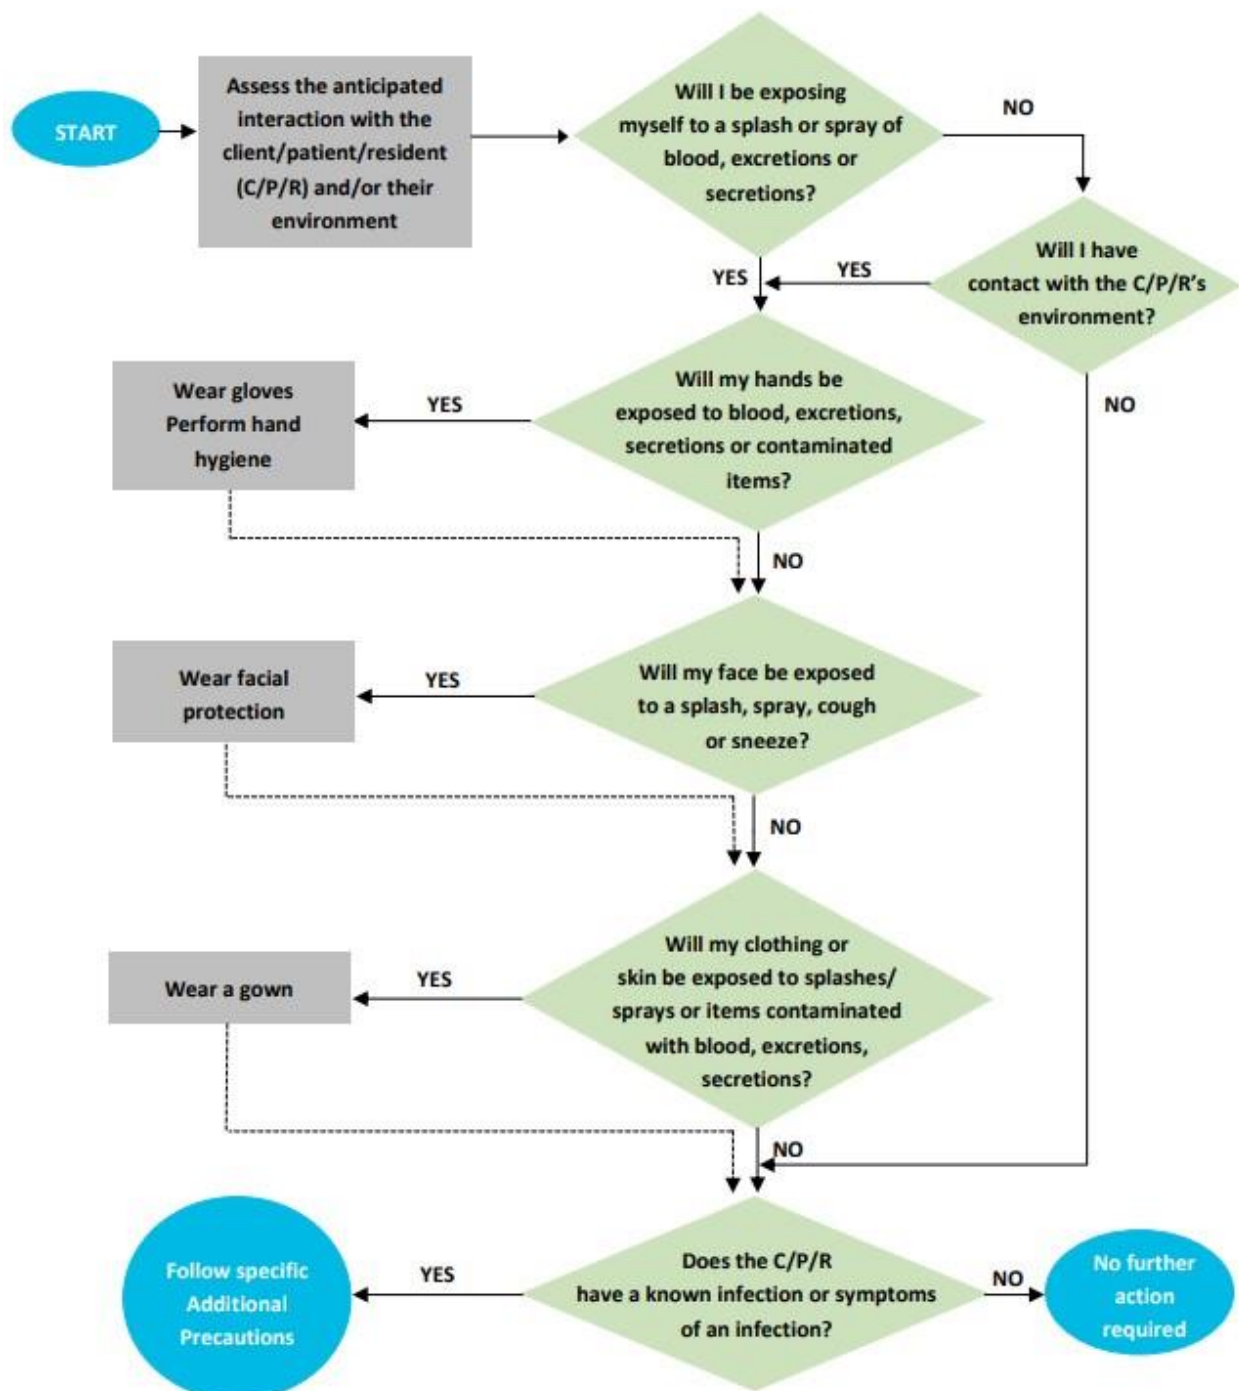 START
Assess the anticipated
interaction with the
client/patient/resident
(C/P/R) and/or their
environment
Will I be exposing
myself to a splash or spray of
blood, excretions or
secretions?
NO
YES
YES
Will I have
contact with the C/P/R's
environment?
NO
Wear gloves
Perform hand
hygiene
YES
Will my hands be
exposed to blood, excretions,
secretions or contaminated
items?
NO
Wear facial
protection
YES
Will my face be exposed
to a splash, spray, cough
or sneeze?
NO
Wear a gown
YES
Will my clothing or
skin be exposed to splashes/
sprays or items contaminated
with blood, excretions,
secretions?
NO
Follow specific
Additional
Precautions
YES
Does the C/P/R
have a known infection or symptoms
of an infection?
NO
No further
action
required